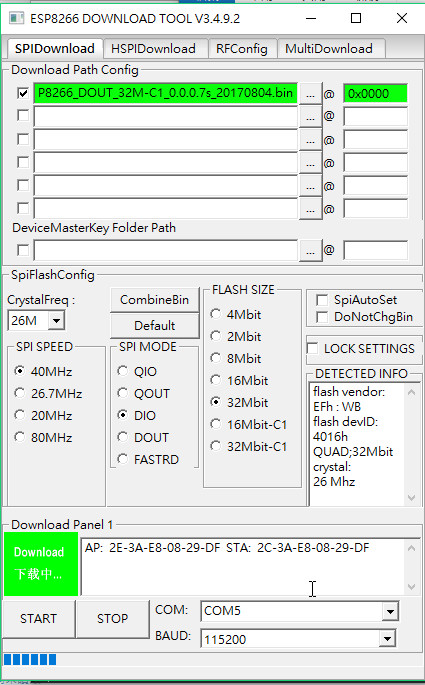 ESP8266 DOWNLOAD TOOL V3.4.9.2
SPIDownload HSPIDownload RFConfig MultiDownload
Download Path Config
P8266_DOUT_32M-C1_0.0.0.7s_20170804.bin ... @ 0x0000
... @
... @
... @
... @
... @
DeviceMasterKey Folder Path
... @
SpiFlashConfig
CrystalFreq :
26M
CombineBin
Default
SPI SPEED
40MHz
26.7MHz
20MHz
80MHz
SPI MODE
QIO
QOUT
DIO
DOUT
FASTRD
FLASH SIZE
4Mbit
2Mbit
8Mbit
16Mbit
32Mbit
16Mbit-C1
32Mbit-C1
SpiAutoSet
DoNotChgBin
LOCK SETTINGS
DETECTED INFO
flash vendor:
EFh : WB
flash devID:
4016h
QUAD;32Mbit
crystal:
26 Mhz
Download Panel 1
Download
下载中...
AP: 2E-3A-E8-08-29-DF STA: 2C-3A-E8-08-29-DF
START STOP
COM: COM5
BAUD: 115200